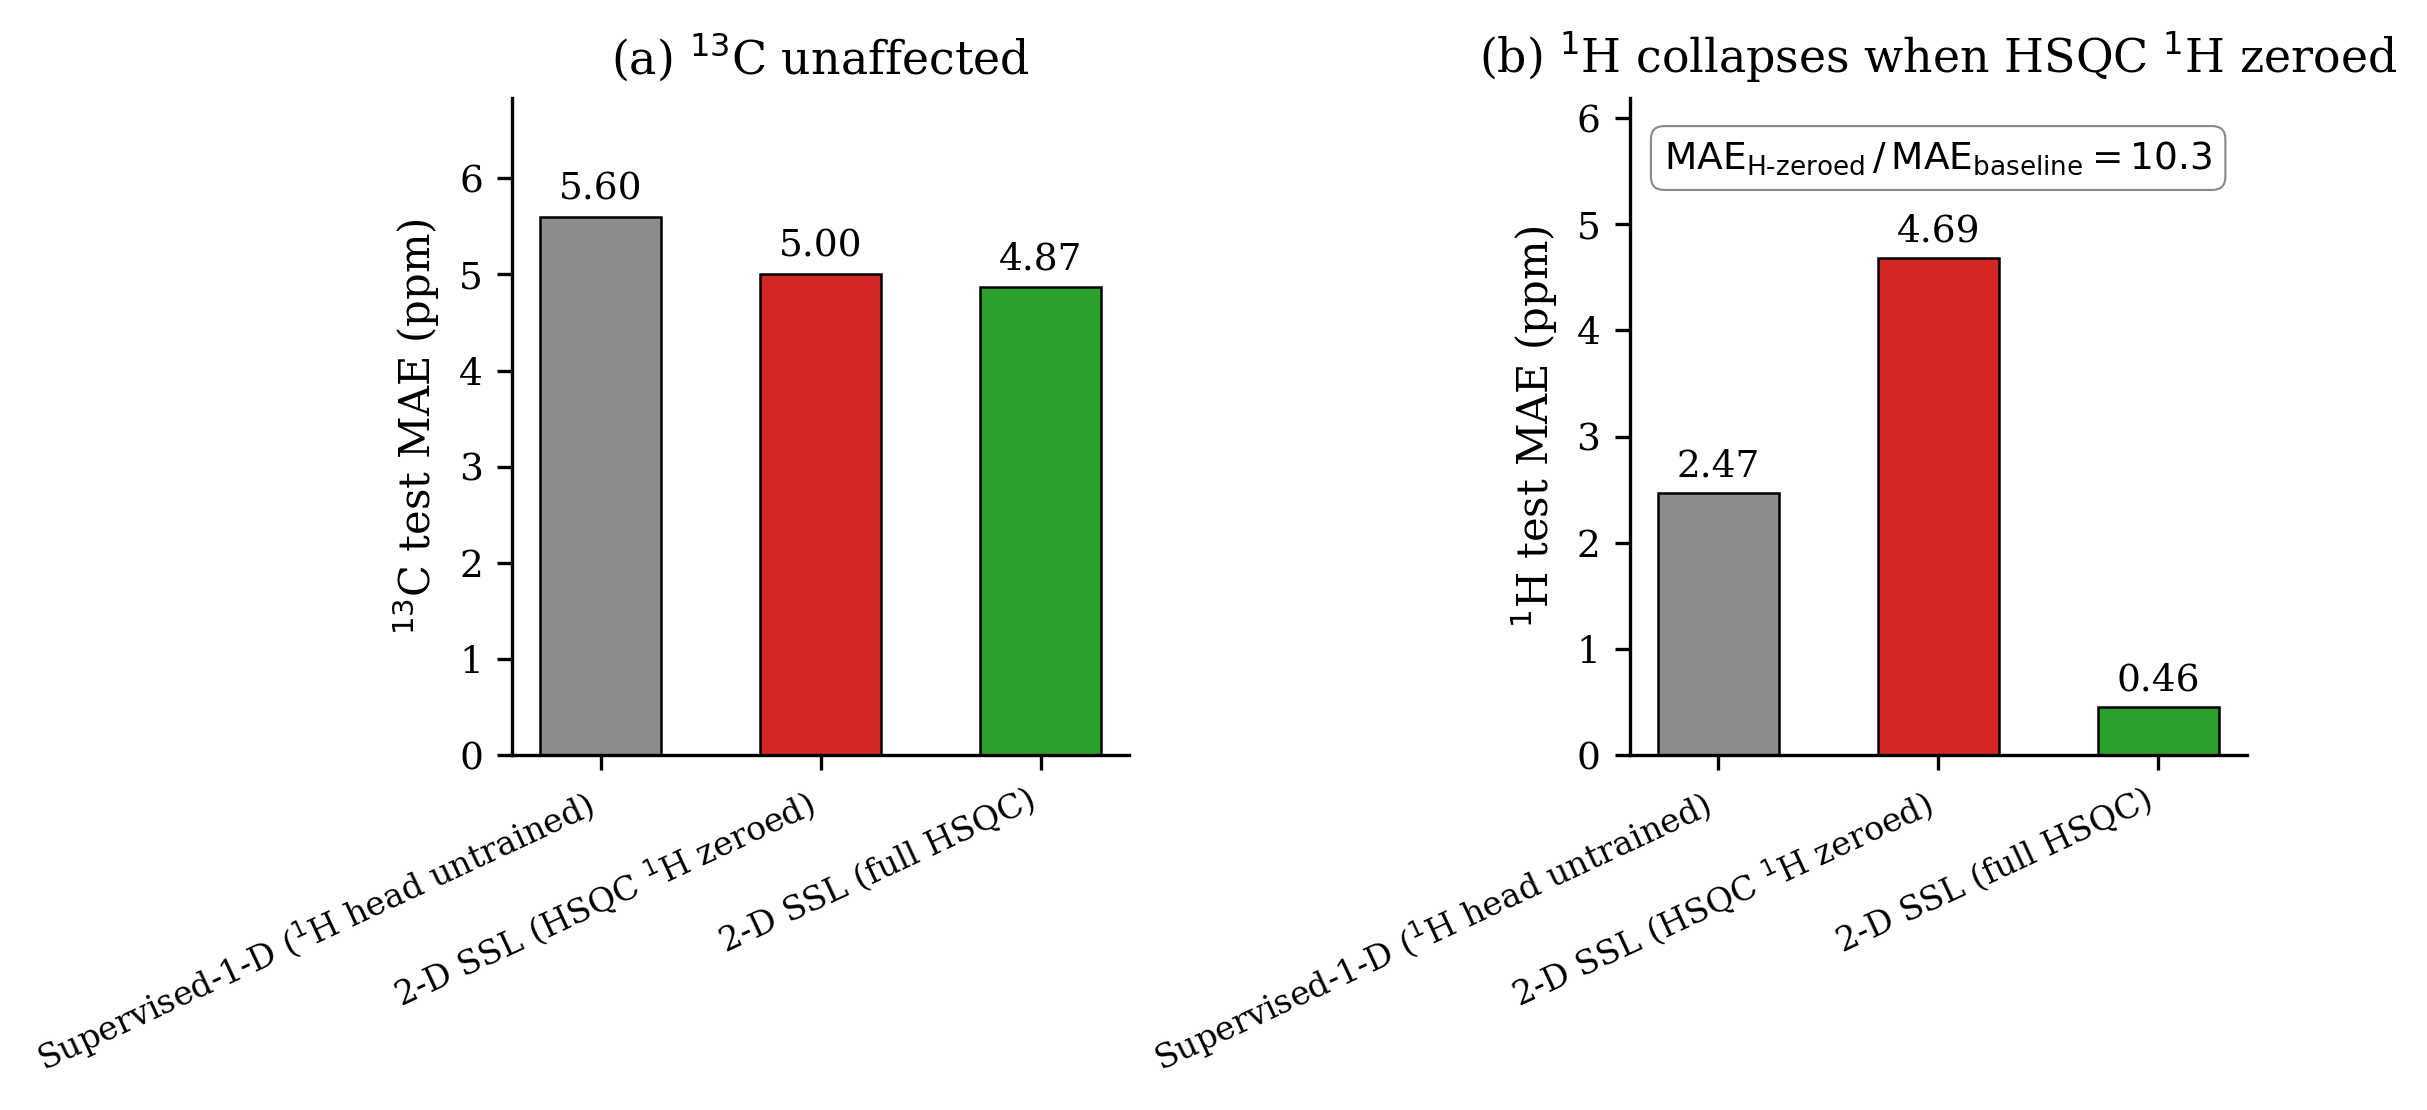 (a) ¹³C unaffected
¹³C test MAE (ppm)
6
5
4
3
2
1
0
5.60
5.00
4.87
Supervised-1-D (¹H head untrained)
2-D SSL (HSQC ¹H zeroed)
2-D SSL (full HSQC)
(b) ¹H collapses when HSQC ¹H zeroed
¹H test MAE (ppm)
6
5
4
3
2
1
0
MAE_H-zeroed / MAE_baseline = 10.3
2.47
4.69
0.46
Supervised-1-D (¹H head untrained)
2-D SSL (HSQC ¹H zeroed)
2-D SSL (full HSQC)